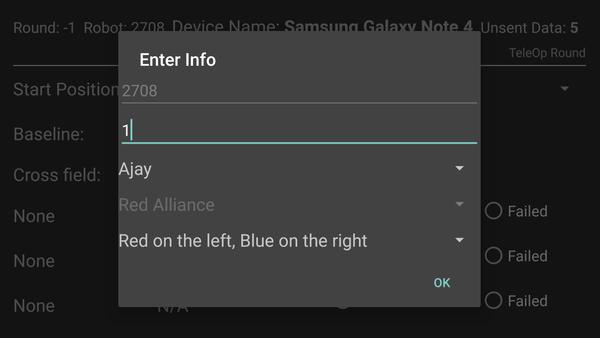 Round: -1 Robot: 2708 Device Name: Samsung Galaxy Note 4 Unsent Data: 5
TeleOp Round
Enter Info
Start Position
2708
Baseline:
1
Cross field:
Ajay
None
Red Alliance
Failed
None
Red on the left, Blue on the right
Failed
OK
None
N/A
Failed